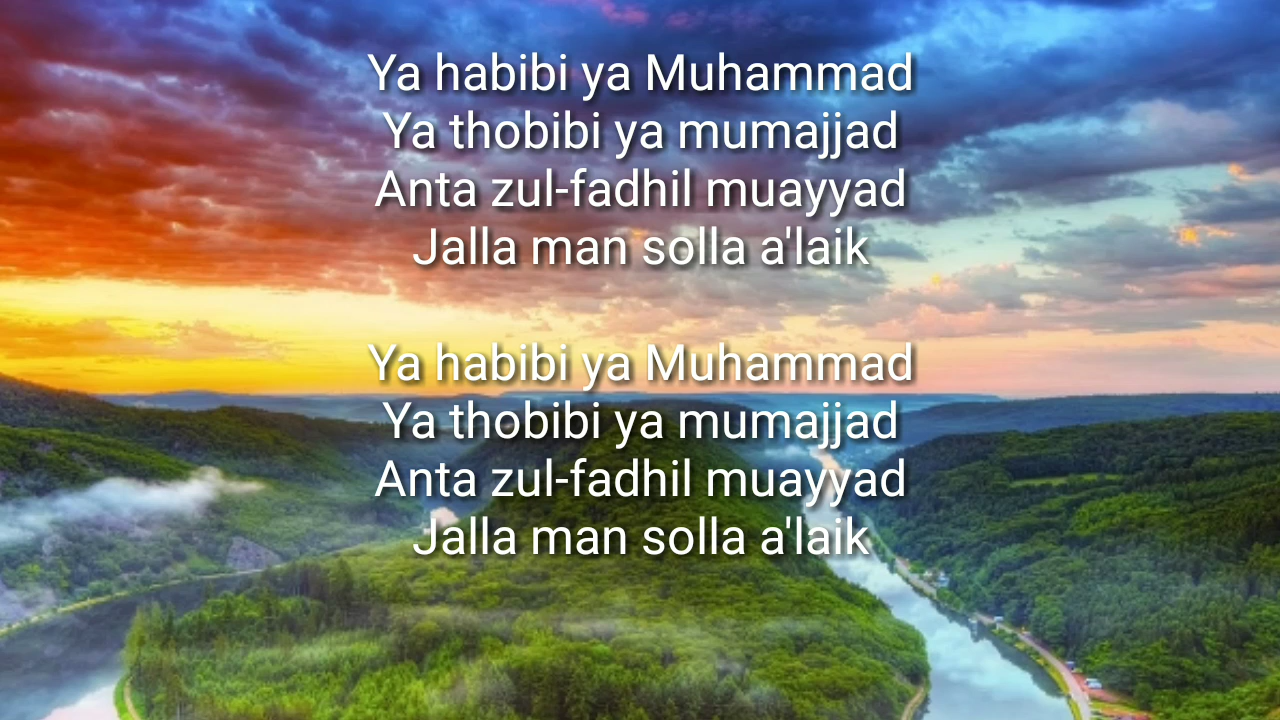 Ya habibi ya Muhammad
Ya thobibi ya mumajjad
Anta zul-fadhil muayyad
Jalla man solla a'laik
Ya habibi ya Muhammad
Ya thobibi ya mumajjad
Anta zul-fadhil muayyad
Jalla man solla a'laik